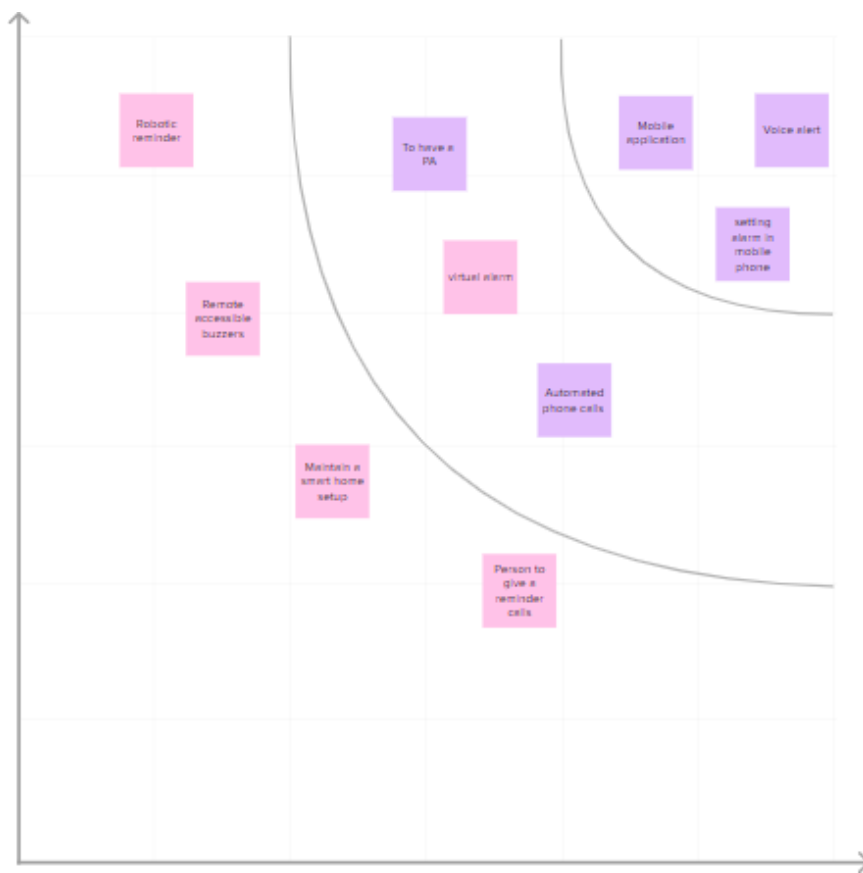 Robotic
reminder
To have a
PA
Mobile
application
Voice alert
setting
alarm in
mobile
phone
virtual alarm
Remote
accessible
buzzers
Automated
phone calls
Maintain a
smart home
setup
Person to
give a
reminder
calls